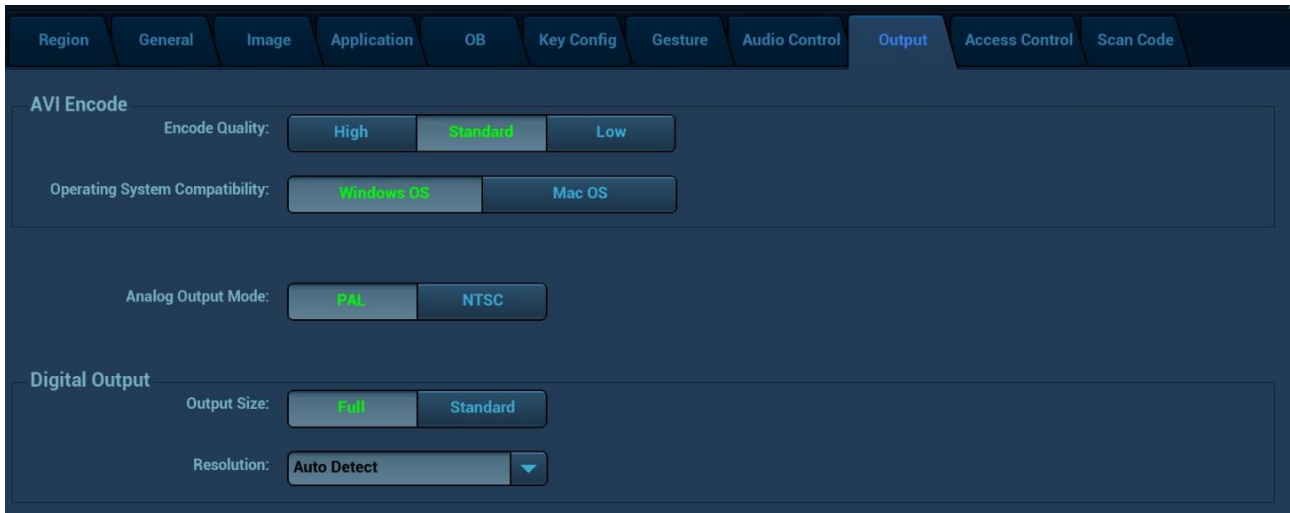 Region General Image Application OB Key Config Gesture Audio Control Output Access Control Scan Code
AVI Encode
Encode Quality: High Standard Low
Operating System Compatibility: Windows OS Mac OS
Analog Output Mode: PAL NTSC
Digital Output
Output Size: Full Standard
Resolution: Auto Detect